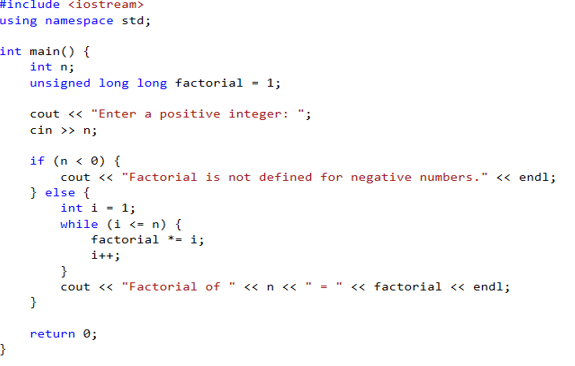 #include <iostream>
using namespace std;
int main() {
    int n;
    unsigned long long factorial = 1;
    cout << "Enter a positive integer: ";
    cin >> n;
    if (n < 0) {
        cout << "Factorial is not defined for negative numbers." << endl;
    } else {
        int i = 1;
        while (i <= n) {
            factorial *= i;
            i++;
        }
        cout << "Factorial of " << n << " = " << factorial << endl;
    }
    return 0;
}